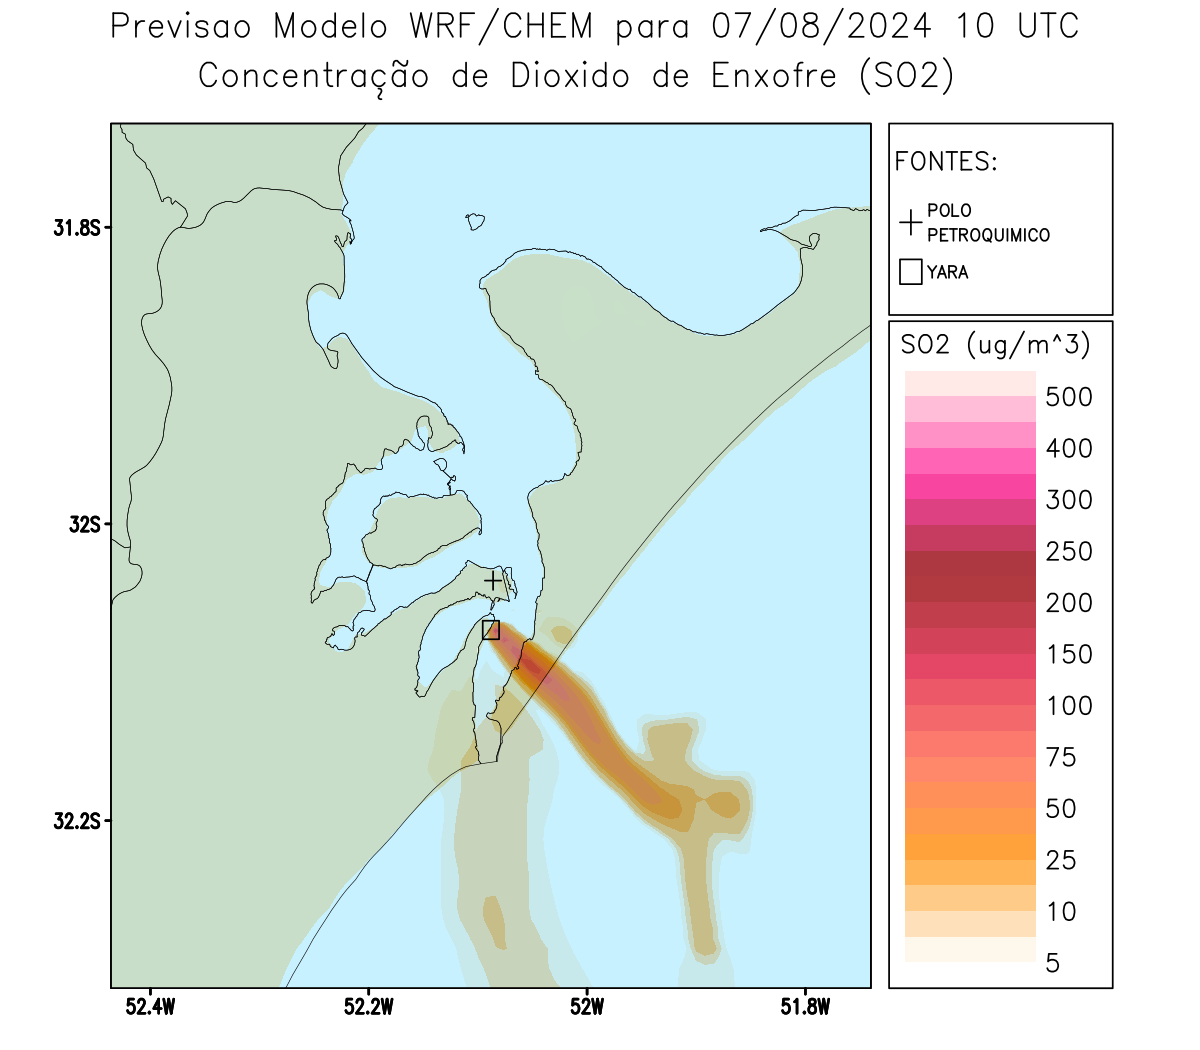 Previsao Modelo WRF/CHEM para 07/08/2024 10 UTC
Concentração de Dioxido de Enxofre (SO2)
FONTES:
POLO
PETROQUIMICO
YARA
SO2 (ug/m^3)
500
400
300
250
200
150
100
75
50
25
10
5
31.8S
32S
32.2S
52.4W
52.2W
52W
51.8W